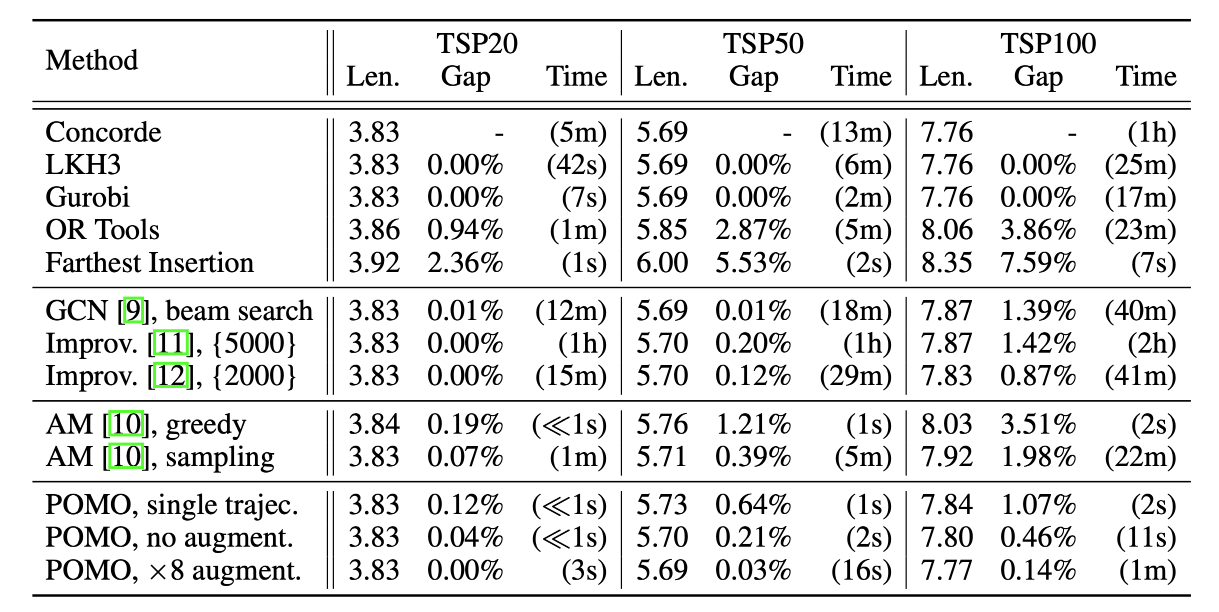 Method TSP20 TSP50 TSP100
Len. Gap Time Len. Gap Time Len. Gap Time
Concorde 3.83 - (5m) 5.69 - (13m) 7.76 - (1h)
LKH3 3.83 0.00% (42s) 5.69 0.00% (6m) 7.76 0.00% (25m)
Gurobi 3.83 0.00% (7s) 5.69 0.00% (2m) 7.76 0.00% (17m)
OR Tools 3.86 0.94% (1m) 5.85 2.87% (5m) 8.06 3.86% (23m)
Farthest Insertion 3.92 2.36% (1s) 6.00 5.53% (2s) 8.35 7.59% (7s)
GCN [9], beam search 3.83 0.01% (12m) 5.69 0.01% (18m) 7.87 1.39% (40m)
Improv. [11], {5000} 3.83 0.00% (1h) 5.70 0.20% (1h) 7.87 1.42% (2h)
Improv. [12], {2000} 3.83 0.00% (15m) 5.70 0.12% (29m) 7.83 0.87% (41m)
AM [10], greedy 3.84 0.19% (≪1s) 5.76 1.21% (1s) 8.03 3.51% (2s)
AM [10], sampling 3.83 0.07% (1m) 5.71 0.39% (5m) 7.92 1.98% (22m)
POMO, single trajec. 3.83 0.12% (≪1s) 5.73 0.64% (1s) 7.84 1.07% (2s)
POMO, no augment. 3.83 0.04% (≪1s) 5.70 0.21% (2s) 7.80 0.46% (11s)
POMO, ×8 augment. 3.83 0.00% (3s) 5.69 0.03% (16s) 7.77 0.14% (1m)